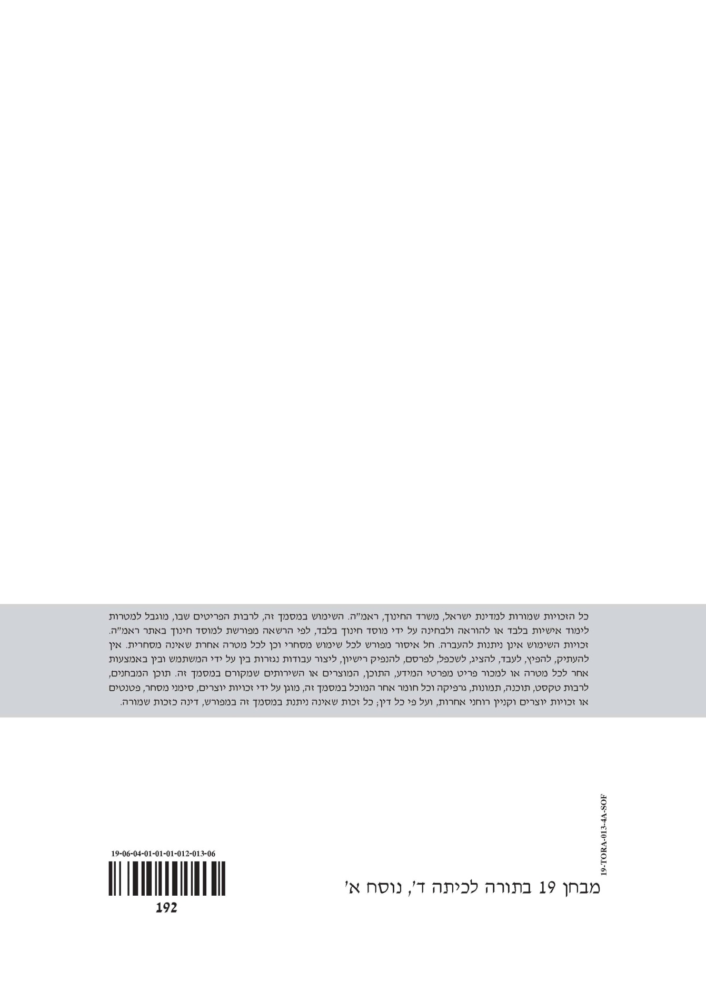 כל הזכויות שמורות למדינת ישראל, משרד החינוך, ראמ"ה. השימוש במסמך זה, לרבות הפריטים שבו, מוגבל למטרות
לימוד אישיות בלבד או להוראה ולבחינה על ידי מוסד חינוך בלבד, לפי הרשאה מפורשת למוסד חינוך באתר ראמ"ה.
זכויות השימוש אינן ניתנות להעברה. חל איסור מפורש לכל שימוש מסחרי וכן לכל מטרה אחרת שאינה מסחרית. אין
להעתיק, להפיץ, לעבד, להציג, לשכפל, לפרסם, להנפיק רישיון, ליצור עבודות נגזרות בין על ידי המשתמש ובין באמצעות
אחר לכל מטרה או למכור פריט מפרטי המידע, התוכן, המוצרים או השירותים שמקורם במסמך זה. תוכן המבחנים,
לרבות טקסט, תוכנה, תמונות, גרפיקה וכל חומר אחר המוכל במסמך זה, מוגן על ידי זכויות יוצרים, סימני מסחר, פטנטים
או זכויות יוצרים וקניין רוחני אחרות, ועל פי כל דין; כל זכות שאינה ניתנת במסמך זה במפורש, דינה כזכות שמורה.
19-TORA-013-4A-SOF
מבחן 19 בתורה לכיתה ד', נוסח א'
19-06-04-01-01-01-012-013-06
192